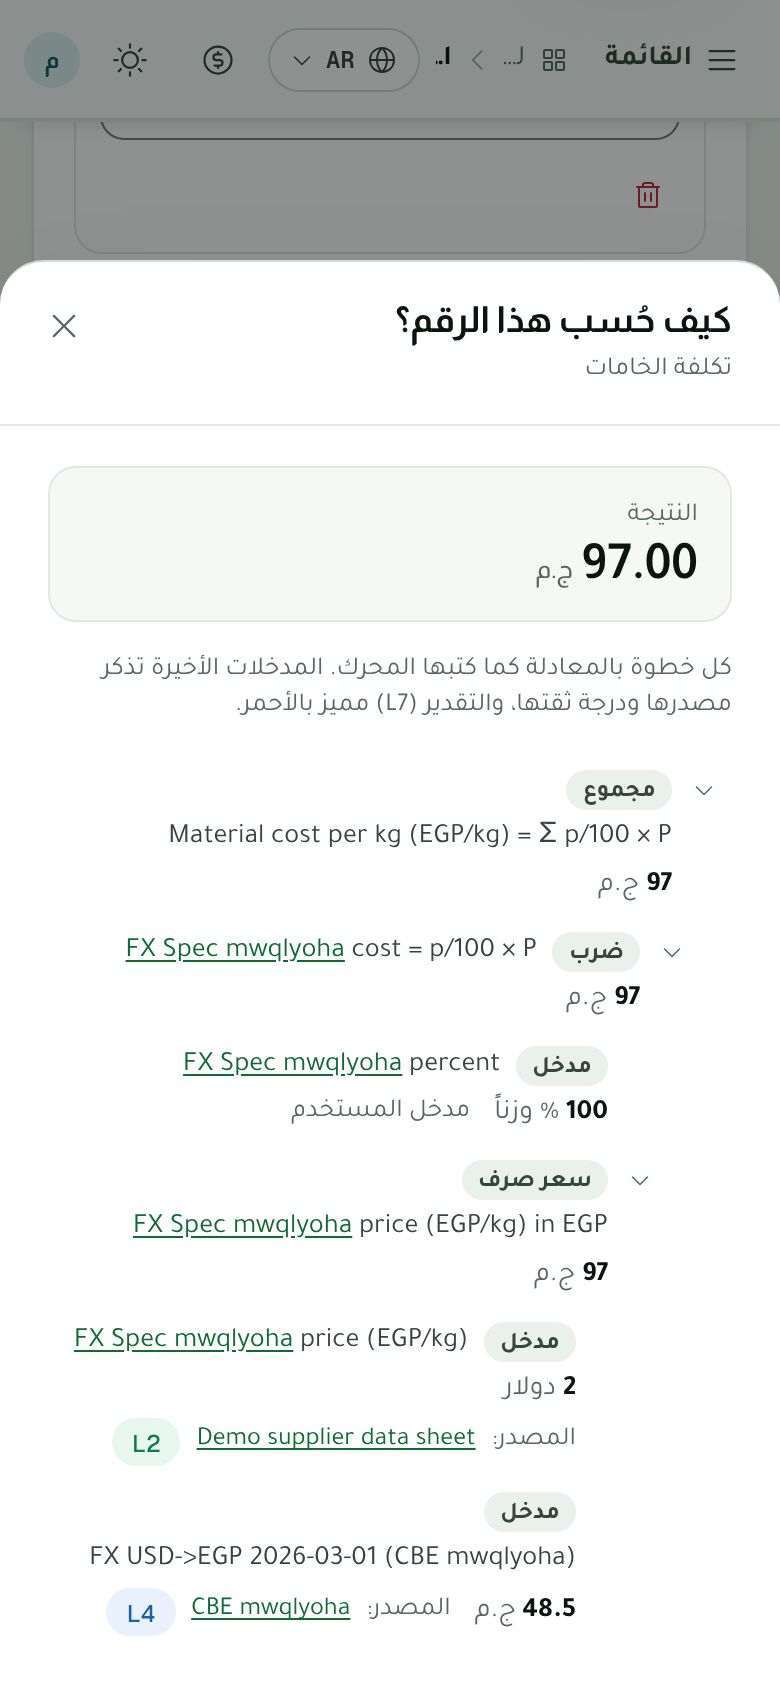 القائمة
لـ...
ا..
AR
م
كيف حُسب هذا الرقم؟
تكلفة الخامات
النتيجة
97.00 ج.م
كل خطوة بالمعادلة كما كتبها المحرك. المدخلات الأخيرة تذكر
مصدرها ودرجة ثقتها، والتقدير (L7) مميز بالأحمر.
مجموع
Material cost per kg (EGP/kg) = Σ p/100 × P
97 ج.م
ضرب FX Spec mwqlyoha cost = p/100 × P
97 ج.م
مدخل FX Spec mwqlyoha percent
100 % وزناً مدخل المستخدم
سعر صرف
FX Spec mwqlyoha price (EGP/kg) in EGP
97 ج.م
مدخل FX Spec mwqlyoha price (EGP/kg)
2 دولار
المصدر: Demo supplier data sheet L2
مدخل
FX USD->EGP 2026-03-01 (CBE mwqlyoha)
48.5 ج.م المصدر: CBE mwqlyoha L4